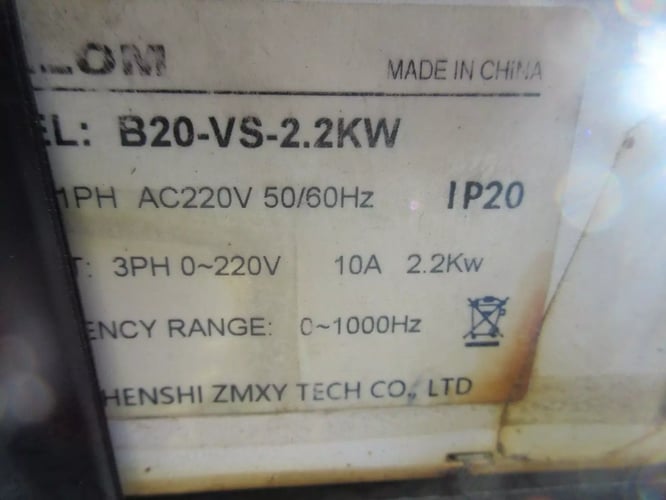 LOM
MADE IN CHINA
EL: B20-VS-2.2KW
1PH AC220V 50/60Hz IP20
T: 3PH 0~220V 10A 2.2Kw
ENCY RANGE: 0~1000Hz
HENSHI ZMXY TECH CO., LTD